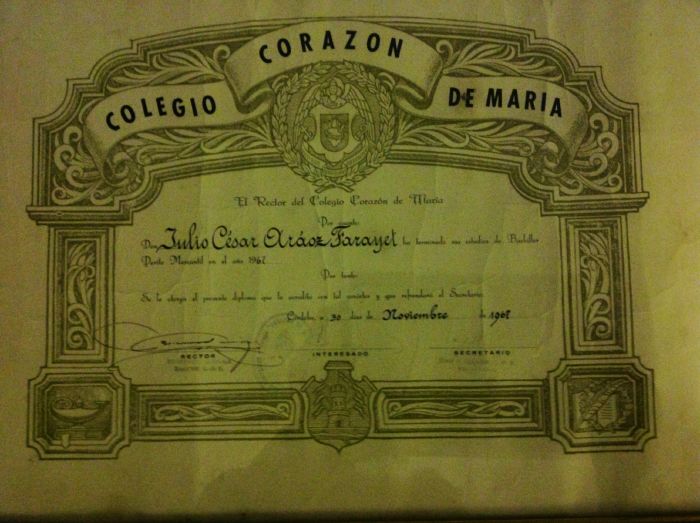 COLEGIO CORAZON DE MARIA
El Rector del Colegio Corazón de María
Por cuanto:
Don Julio César Aráoz Farayet ha terminado sus estudios de Bachiller
Perito Mercantil en el año 1967
Por tanto:
Se le otorga el presente diploma que lo acredita con tal carácter y que refrendará el Secretario.
Córdoba, a 30 días de Noviembre de 1967
RECTOR
INTERESADO
SECRETARIO